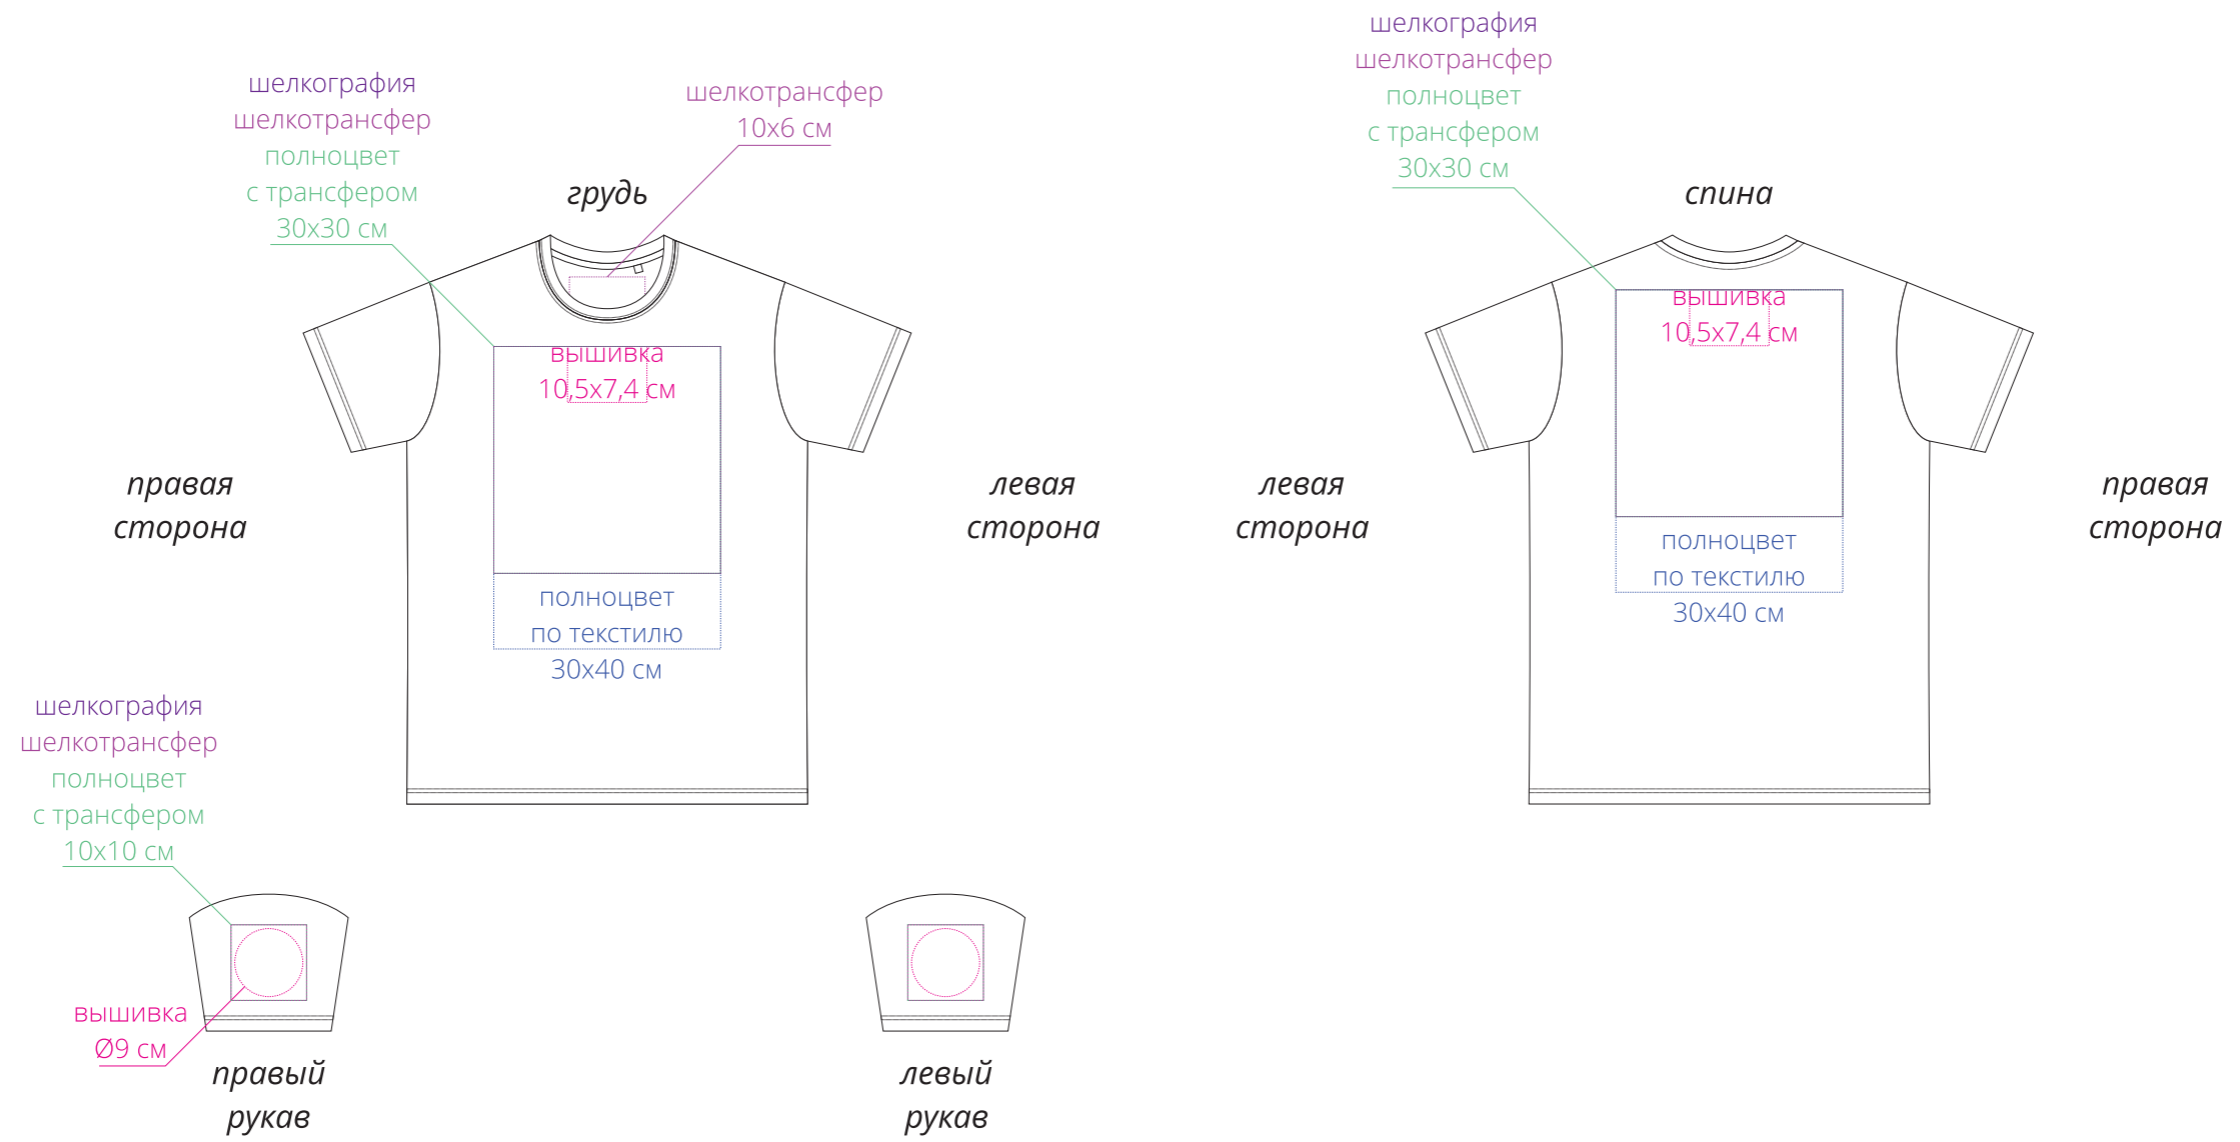 шелкография
шелкотрансфер
полноцвет
с трансфером
30х30 см
шелкотрансфер
10х6 см
грудь
вышивка
10,5х7,4 см
полноцвет
по текстилю
30х40 см
правая
сторона
левая
сторона
шелкография
шелкотрансфер
полноцвет
с трансфером
30х30 см
спина
вышивка
10,5х7,4 см
полноцвет
по текстилю
30х40 см
левая
сторона
правая
сторона
шелкография
шелкотрансфер
полноцвет
с трансфером
10х10 см
вышивка
Ø9 см
правый
рукав
левый
рукав